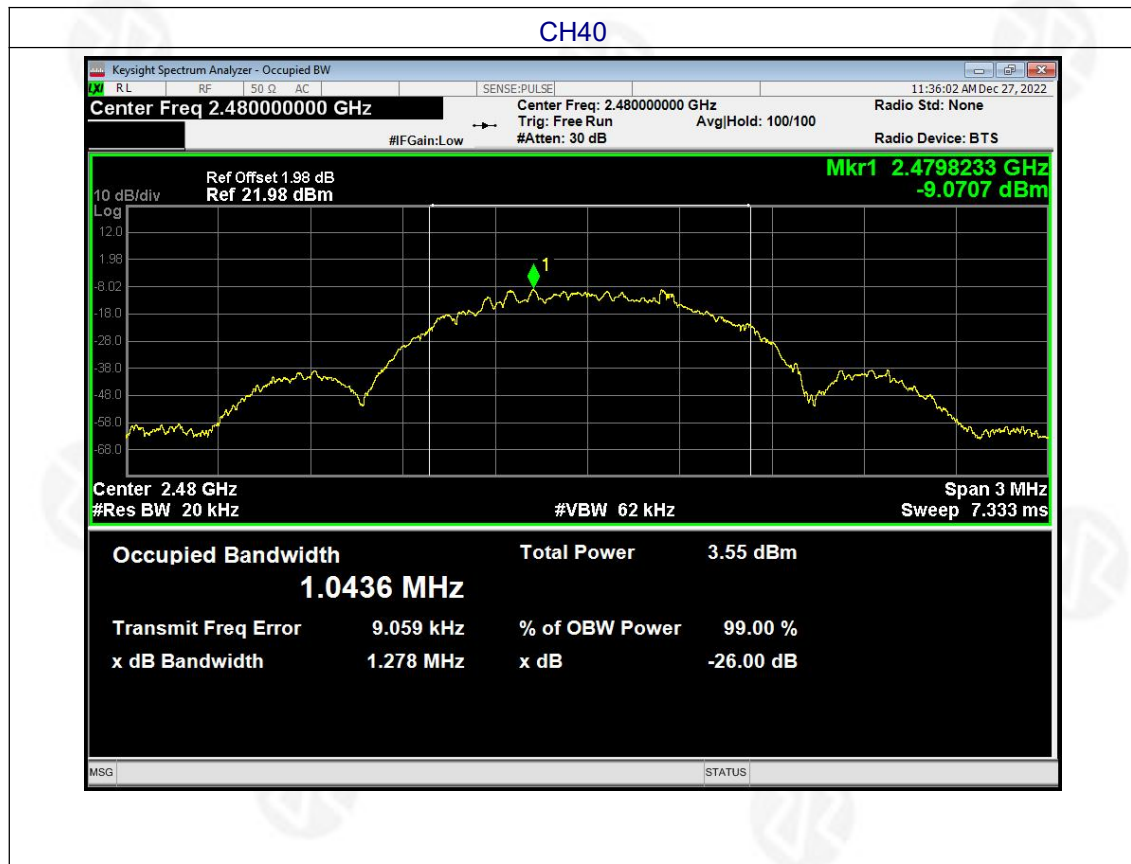 CH40
Keysight Spectrum Analyzer - Occupied BW
LXI RL RF 50 Ω AC SENSE:PULSE 11:36:02 AM Dec 27, 2022
Center Freq 2.480000000 GHz Center Freq: 2.480000000 GHz Radio Std: None
Trig: Free Run Avg|Hold: 100/100
#IFGain:Low #Atten: 30 dB Radio Device: BTS
Mkr1 2.4798233 GHz
Ref Offset 1.98 dB -9.0707 dBm
10 dB/div Ref 21.98 dBm
Log
12.0
1.98
1
-8.02
-18.0
-28.0
-38.0
-48.0
-58.0
-68.0
Center 2.48 GHz Span 3 MHz
#Res BW 20 kHz #VBW 62 kHz Sweep 7.333 ms
Occupied Bandwidth Total Power 3.55 dBm
1.0436 MHz
Transmit Freq Error 9.059 kHz % of OBW Power 99.00 %
x dB Bandwidth 1.278 MHz x dB -26.00 dB
MSG STATUS